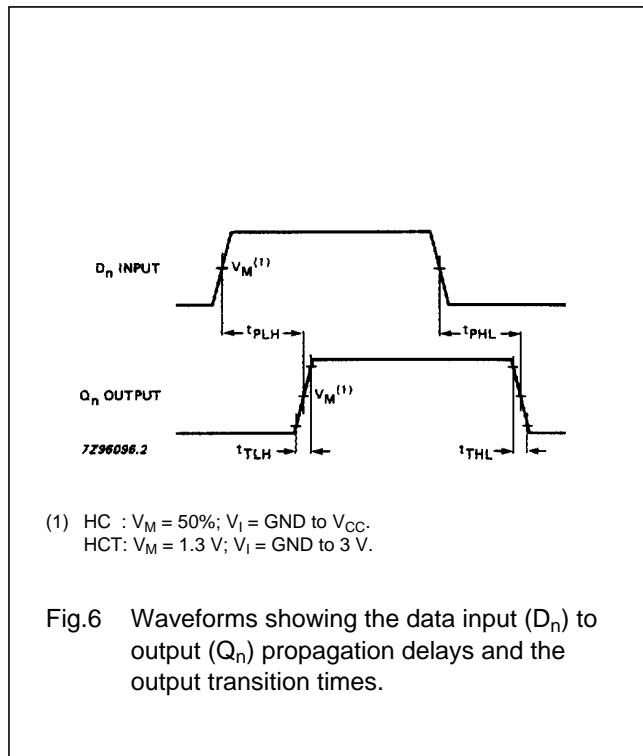 Dn INPUT
VM(1)
tPLH
tPHL
Qn OUTPUT
VM(1)
7Z96096.2
tTLH
tTHL
(1) HC : VM = 50%; VI = GND to VCC.
HCT: VM = 1.3 V; VI = GND to 3 V.
Fig.6 Waveforms showing the data input (Dn) to
output (Qn) propagation delays and the
output transition times.